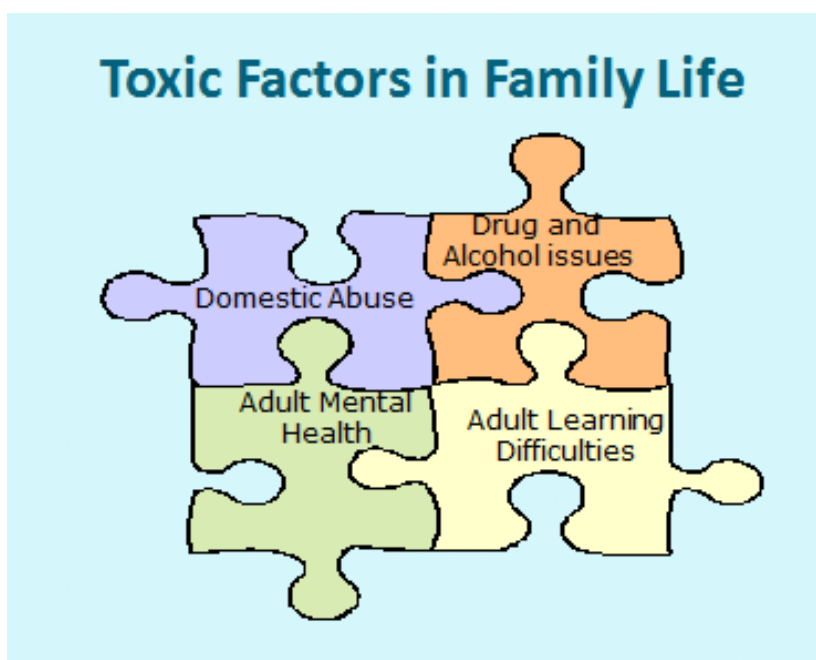 Toxic Factors in Family Life
Drug and
Alcohol issues
Domestic Abuse
Adult Mental
Health
Adult Learning
Difficulties